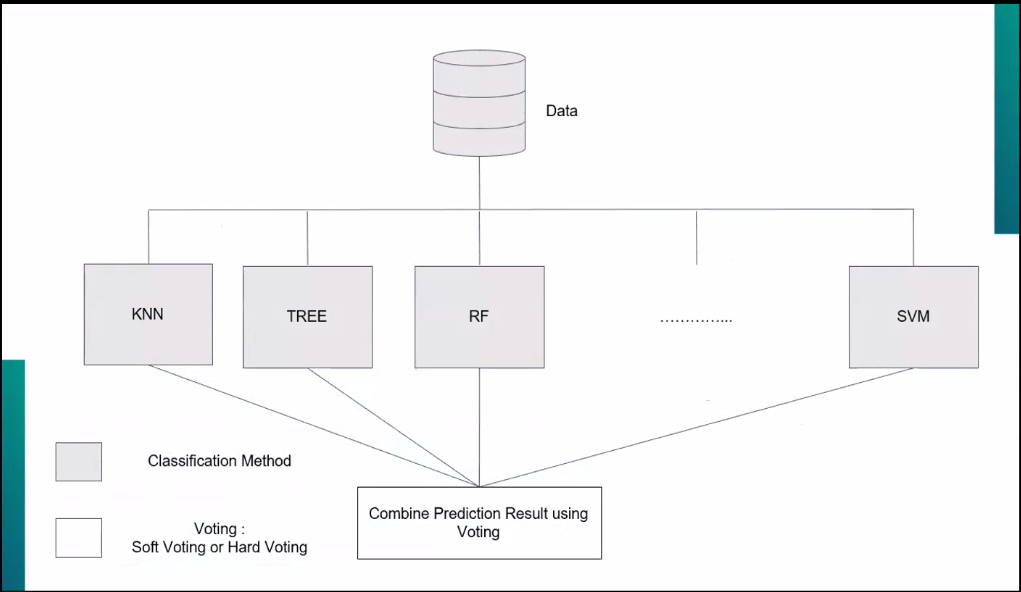 Data
KNN
TREE
RF
................
SVM
Classification Method
Voting :
Soft Voting or Hard Voting
Combine Prediction Result using
Voting